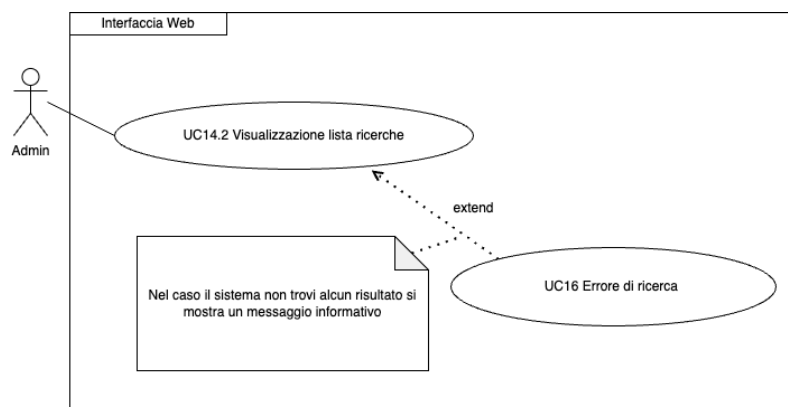 Interfaccia Web
Admin
UC14.2 Visualizzazione lista ricerche
extend
Nel caso il sistema non trovi alcun risultato si
mostra un messaggio informativo
UC16 Errore di ricerca